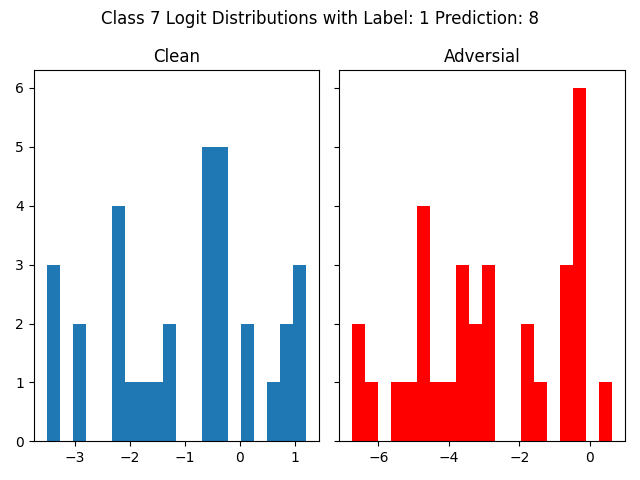 Class 7 Logit Distributions with Label: 1 Prediction: 8
Clean
Adversial
6
5
4
3
2
1
0
−3 −2 −1 0 1
−6 −4 −2 0